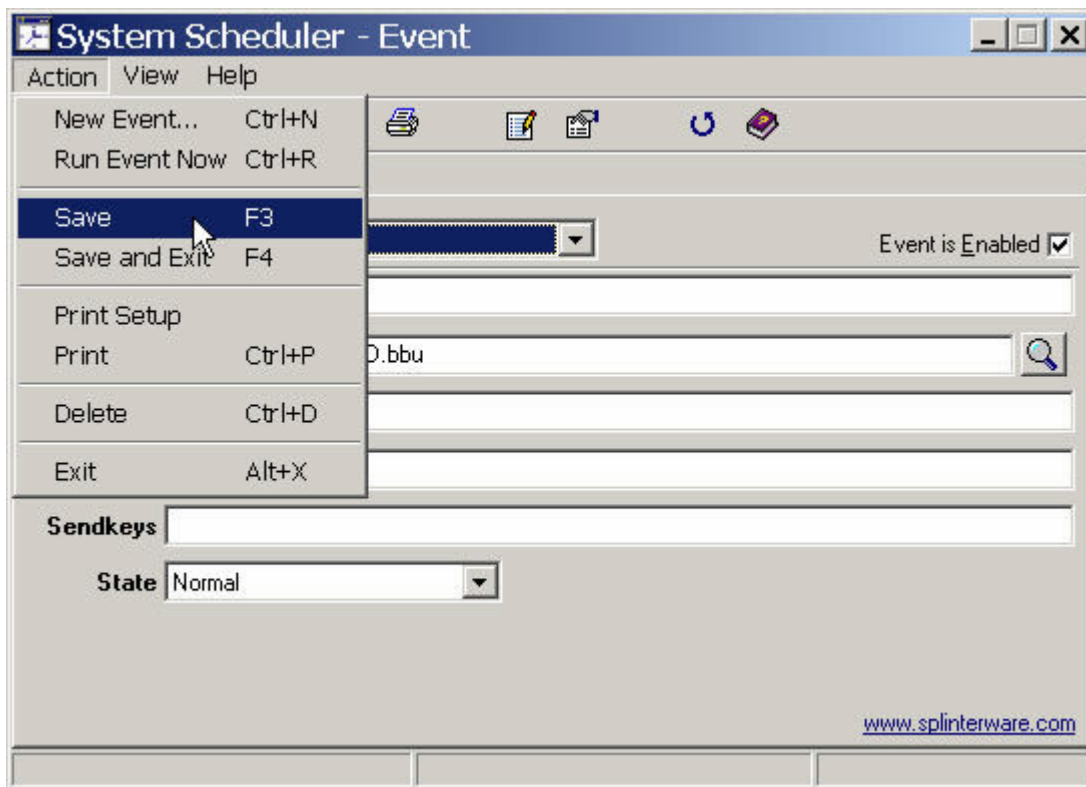 System Scheduler - Event
Action View Help
New Event... Ctrl+N
Run Event Now Ctrl+R
Save F3
Event is Enabled
Save and Exit F4
Print Setup
Print Ctrl+P
D.bbu
Delete Ctrl+D
Exit Alt+X
Sendkeys
State Normal
www.splinterware.com